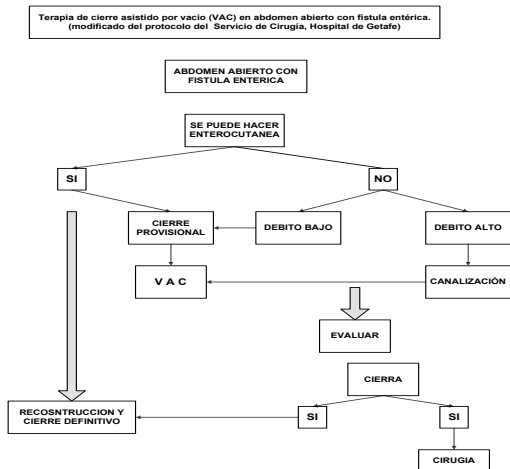 Terapia de cierre asistido por vacio (VAC) en abdomen abierto con fistula entérica.
(modificado del protocolo del Servicio de Cirugía, Hospital de Getafe)
ABDOMEN ABIERTO CON
FISTULA ENTERICA
SE PUEDE HACER
ENTEROCUTANEA
SI
NO
CIERRE
PROVISIONAL
DEBITO BAJO
DEBITO ALTO
V A C
CANALIZACIÓN
EVALUAR
CIERRA
RECOSNTRUCCION Y
CIERRE DEFINITIVO
SI
SI
CIRUGIA